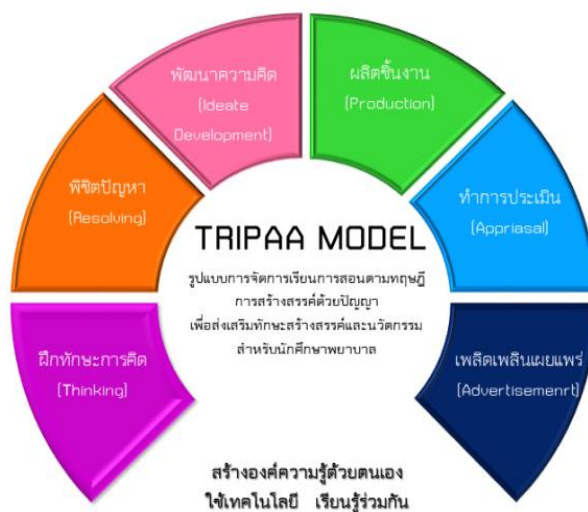 พัฒนาความคิด
(Ideate
Development)
ผลิตชิ้นงาน
(Production)
พิชิตปัญหา
(Resolving)
ทำการประเมิน
(Appriasal)
TRIPAA MODEL
รูปแบบการจัดการเรียนการสอนตามทฤษฎี
การสร้างสรรค์ด้วยปัญญา
เพื่อส่งเสริมทักษะสร้างสรรค์และนวัตกรรม
สำหรับนักศึกษาพยาบาล
ฝึกทักษะการคิด
(Thinking)
เพลิดเพลินเผยแพร่
(Advertisemenrt)
สร้างองค์ความรู้ด้วยตนเอง
ใช้เทคโนโลยี เรียนรู้ร่วมกัน